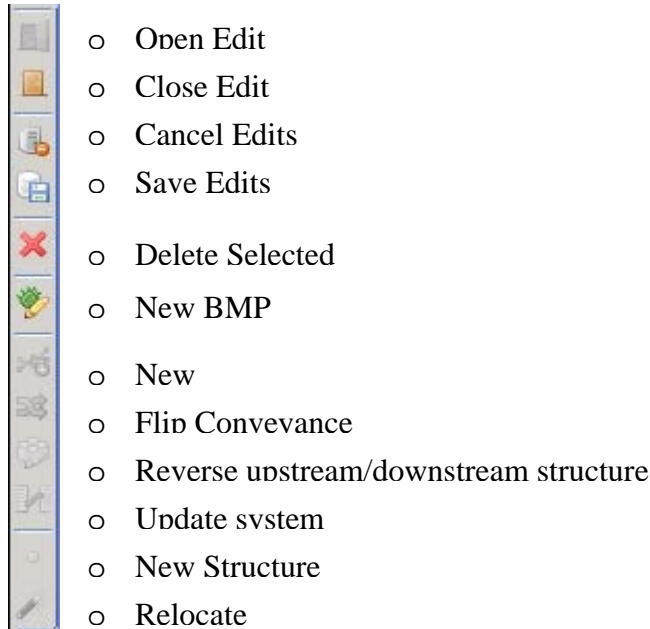 o Open Edit
o Close Edit
o Cancel Edits
o Save Edits
o Delete Selected
o New BMP
o New
o Flip Conveyance
o Reverse upstream/downstream structure
o Update system
o New Structure
o Relocate